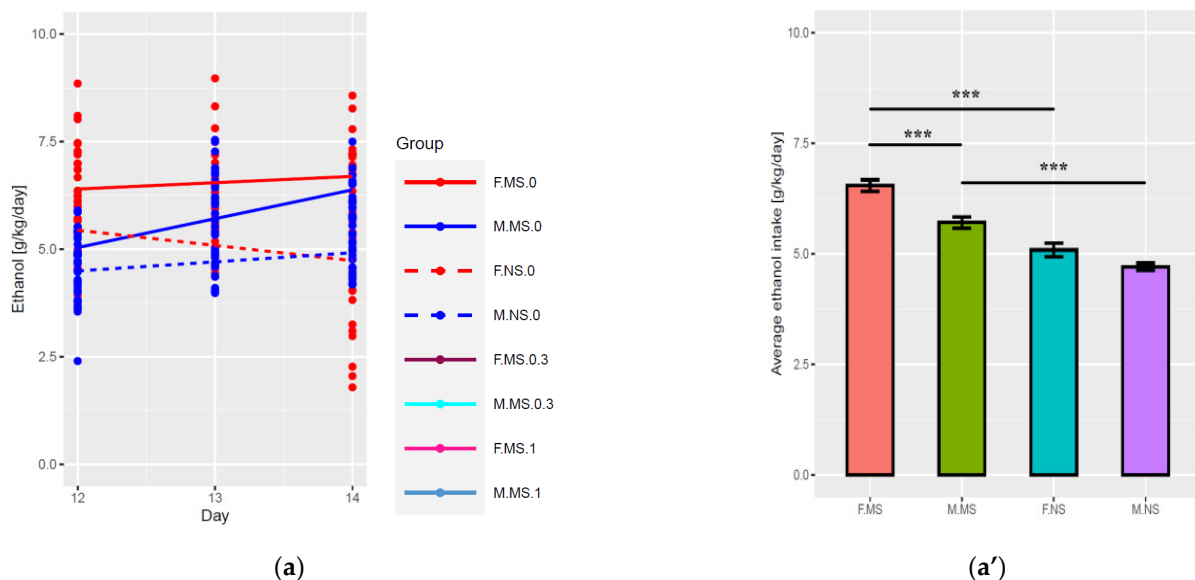 10.0
7.5
5.0
2.5
0.0
Ethanol [g/kg/day]
12
13
14
Day
Group
F.MS.0
M.MS.0
F.NS.0
M.NS.0
F.MS.0.3
M.MS.0.3
F.MS.1
M.MS.1
(a)
10.0
7.5
5.0
2.5
0.0
Average ethanol intake [g/kg/day]
***
***
***
F.MS
M.MS
F.NS
M.NS
(a′)